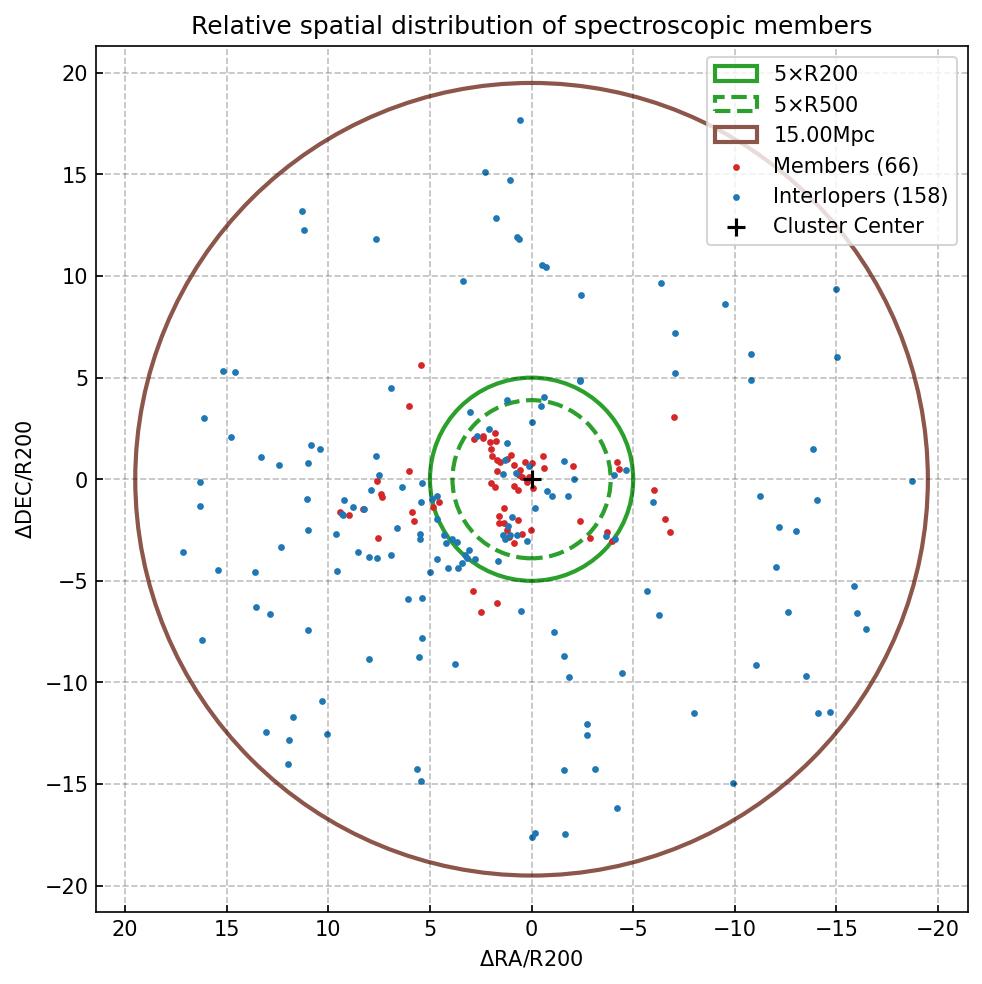 Relative spatial distribution of spectroscopic members
5×R200
5×R500
15.00Mpc
Members (66)
Interlopers (158)
Cluster Center
20
15
10
5
0
−5
−10
−15
−20
ΔDEC/R200
20 15 10 5 0 −5 −10 −15 −20
ΔRA/R200